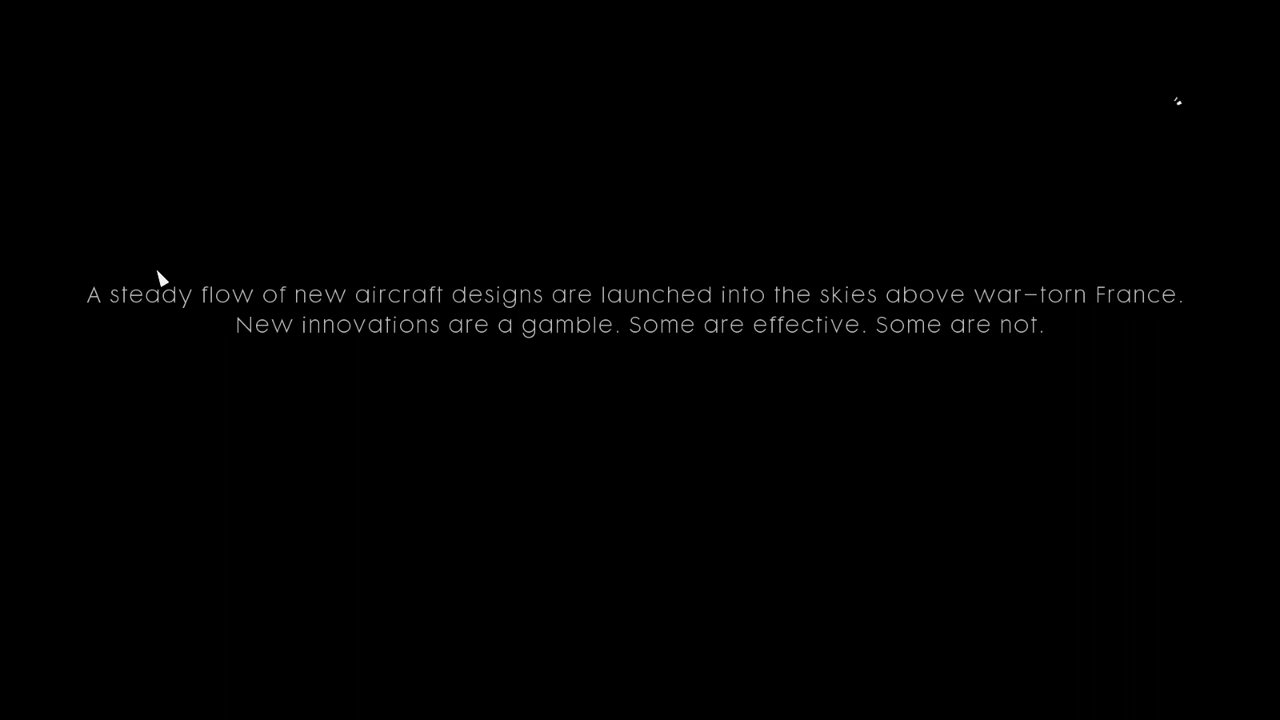 A steady flow of new aircraft designs are launched into the skies above war–torn France.
New innovations are a gamble. Some are effective. Some are not.